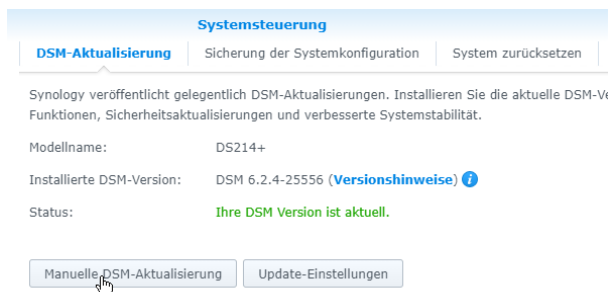 Systemsteuerung
DSM-Aktualisierung Sicherung der Systemkonfiguration System zurücksetzen
Synology veröffentlicht gelegentlich DSM-Aktualisierungen. Installieren Sie die aktuelle DSM-Ve
Funktionen, Sicherheitsaktualisierungen und verbesserte Systemstabilität.
Modellname: DS214+
Installierte DSM-Version: DSM 6.2.4-25556 (Versionshinweise)
Status: Ihre DSM Version ist aktuell.
Manuelle DSM-Aktualisierung Update-Einstellungen